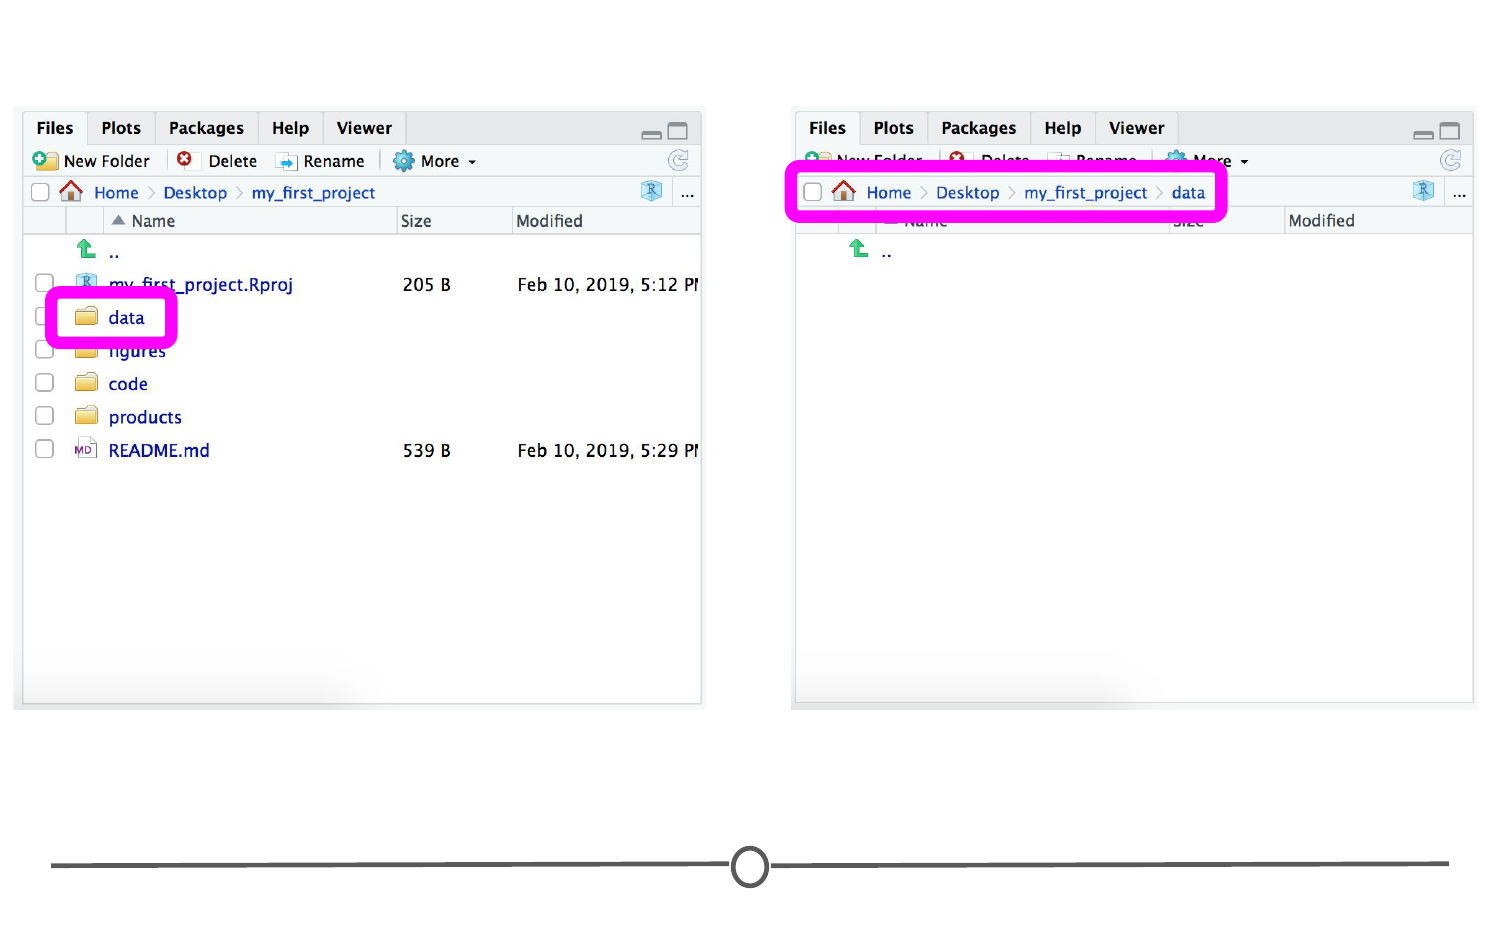 Files Plots Packages Help Viewer
New Folder Delete Rename More
Home > Desktop > my_first_project
R ...
Name Size Modified
..
my_first_project.Rproj 205 B Feb 10, 2019, 5:12 PM
data
figures
code
products
MD README.md 539 B Feb 10, 2019, 5:29 PM
Files Plots Packages Help Viewer
New Folder Delete Rename More
Home > Desktop > my_first_project > data
R ...
Name Size Modified
..